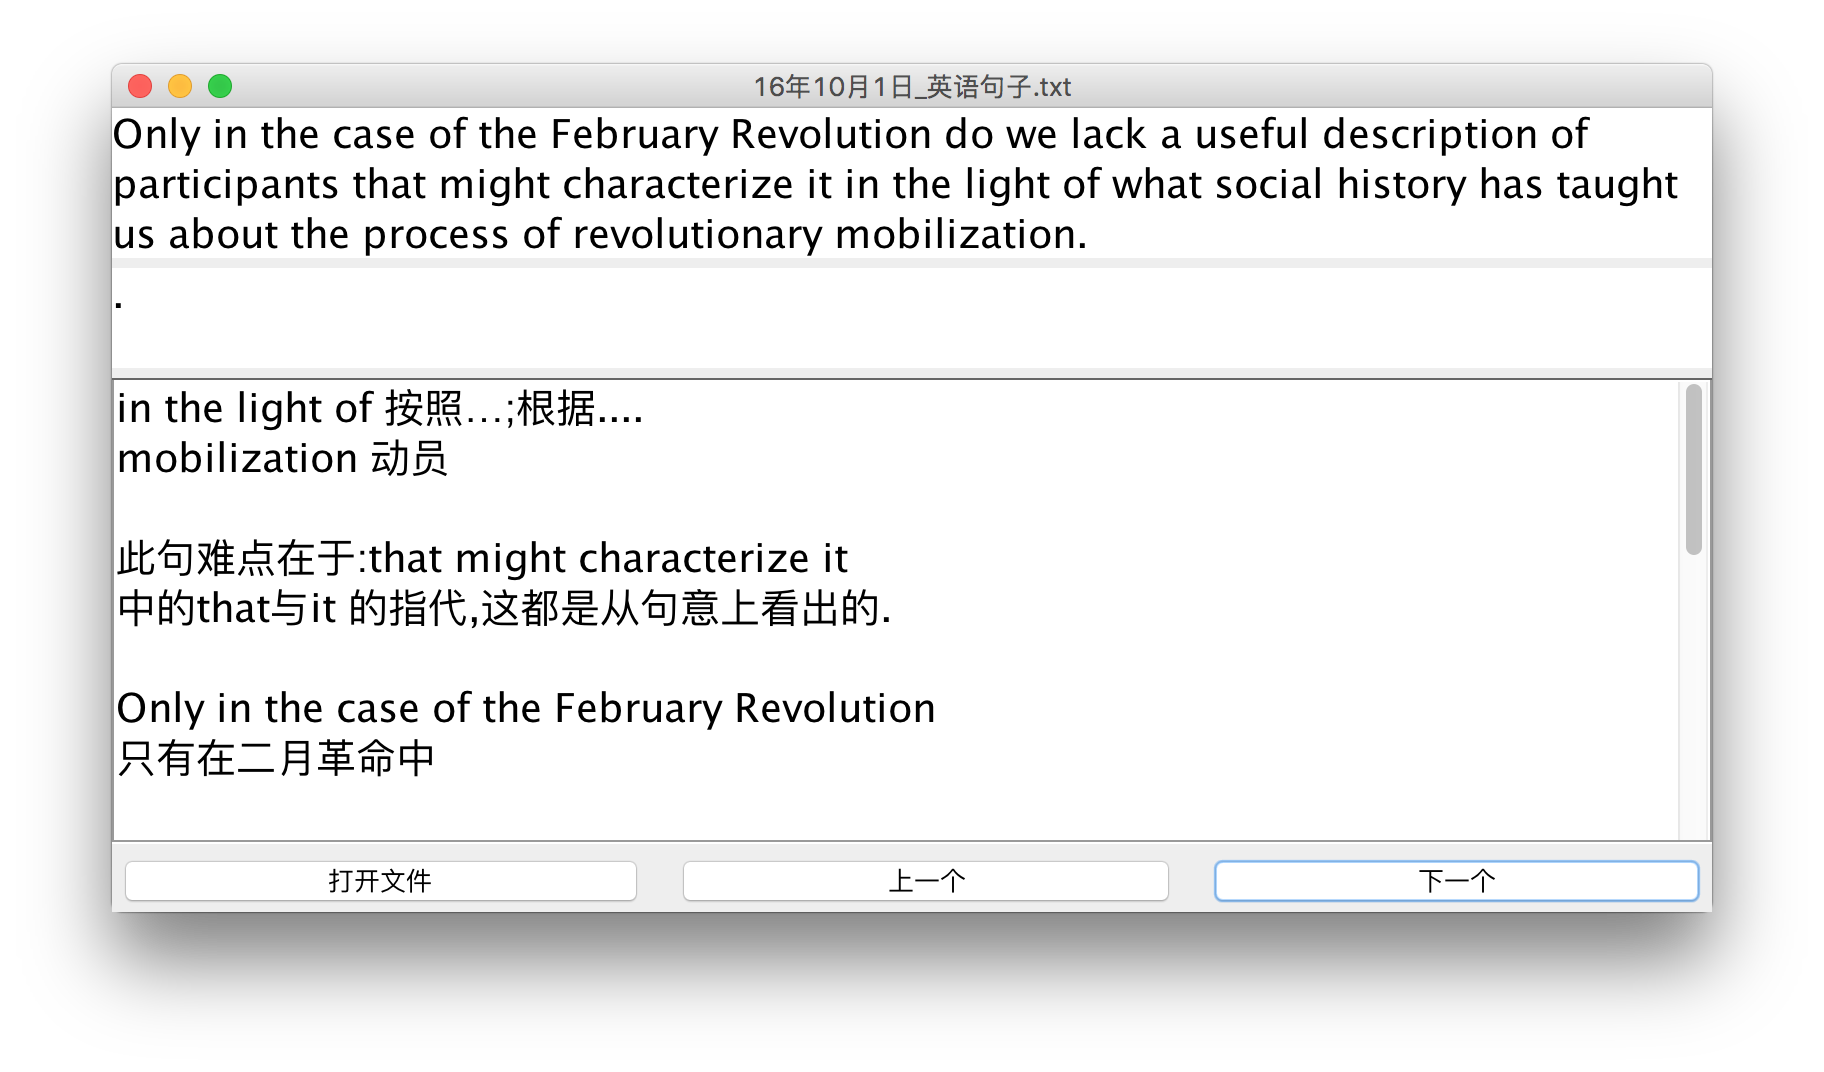 16年10月1日_英语句子.txt
Only in the case of the February Revolution do we lack a useful description of
participants that might characterize it in the light of what social history has taught
us about the process of revolutionary mobilization.
.
in the light of 按照...;根据....
mobilization 动员
此句难点在于:that might characterize it
中的that与it 的指代,这都是从句意上看出的.
Only in the case of the February Revolution
只有在二月革命中
打开文件
上一个
下一个